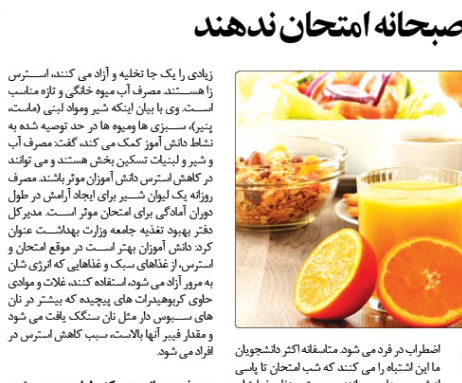 صبحانه امتحان ندهند
اضطراب در فرد می شود. متاسفانه اکثر دانشجویان
ما این اشتباه را می کنند که شب امتحان تا پاسی
زیادی را یک جا تخلیه و آزاد می کنند، استرس
زا هستند. مصرف آب میوه خانگی و تازه مناسب
است. وی با بیان اینکه شیر ومواد لبنی (ماست،
پنیر)، سبزی ها ومیوه ها در حد توصیه شده به
نشاط دانش آموز کمک می کند، گفت: مصرف آب
و شیر و لبنیات تسکین بخش هستند و می توانند
در کاهش استرس دانش آموزان موثر باشند. مصرف
روزانه یک لیوان شیر برای ایجاد آرامش در طول
دوران آمادگی برای امتحان موثر است. مدیرکل
دفتر بهبود تغذیه جامعه وزارت بهداشت عنوان
کرد: دانش آموزان بهتر است در موقع امتحان و
استرس، از غذاهای سبک و غذاهایی که انرژی شان
به مرور آزاد می شود، استفاده کنند، غلات و موادی
حاوی کربوهیدرات های پیچیده که بیشتر در نان
های سبوس دار مثل نان سنگک یافت می شود
و مقدار فیبر آنها بالاست، سبب کاهش استرس در
افراد می شود.